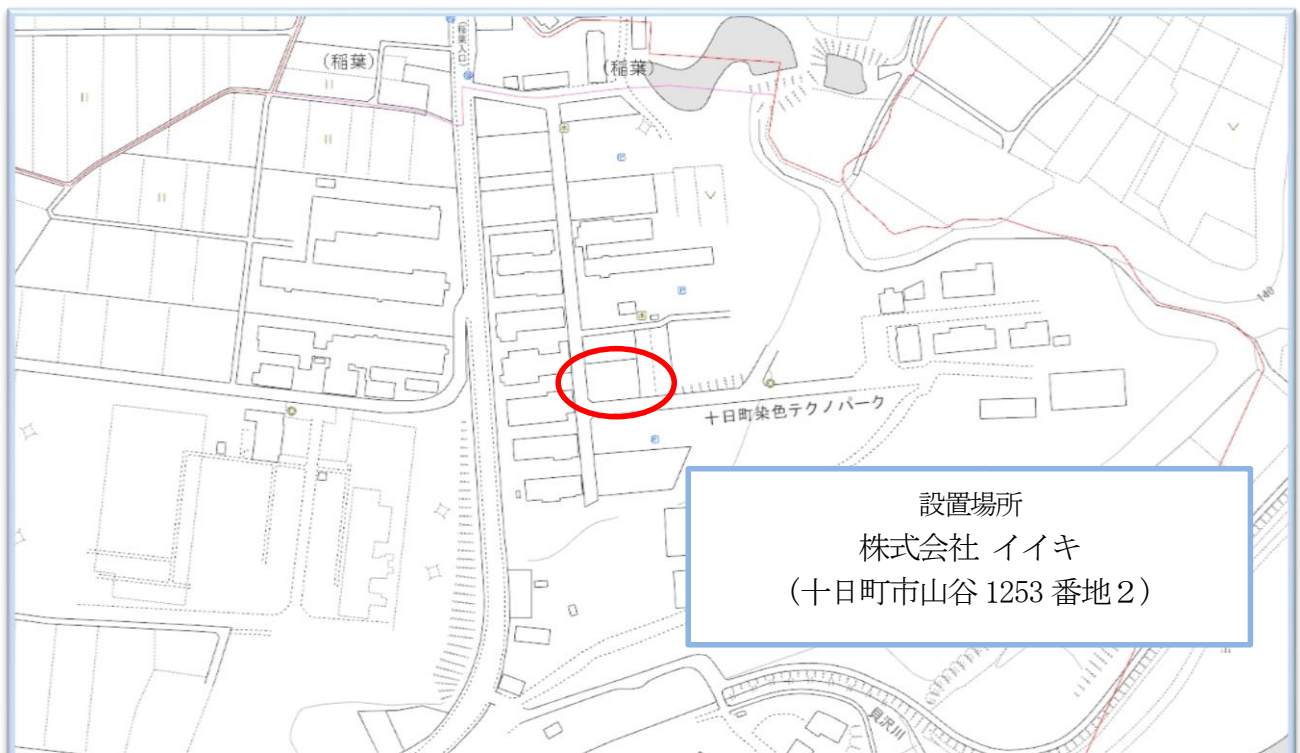 (稲葉)
(稲葉入口)
(稲葉)
140
十日町染色テクノパーク
設置場所
株式会社 イイキ
(十日町市山谷 1253 番地2)
貝沢川